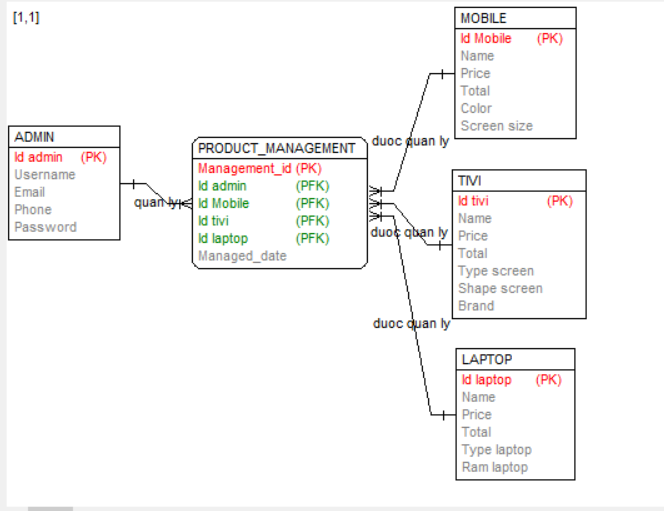 [1,1]
MOBILE
Id Mobile (PK)
Name
Price
Total
Color
Screen size
ADMIN
Id admin (PK)
Username
Email
Phone
Password
quan ly
PRODUCT_MANAGEMENT
Management_id (PK)
Id admin (PFK)
Id Mobile (PFK)
Id tivi (PFK)
Id laptop (PFK)
Managed_date
duoc quan ly
duoc quan ly
duoc quan ly
TIVI
Id tivi (PK)
Name
Price
Total
Type screen
Shape screen
Brand
LAPTOP
Id laptop (PK)
Name
Price
Total
Type laptop
Ram laptop